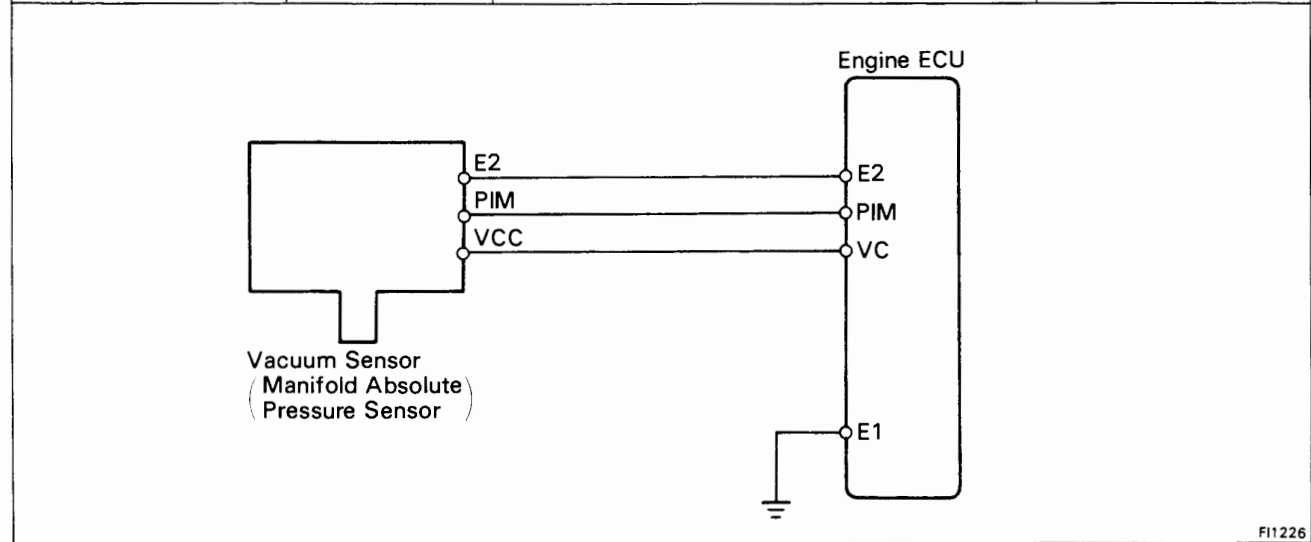 Engine ECU
E2
E2
PIM
PIM
VCC
VC
Vacuum Sensor
(Manifold Absolute
Pressure Sensor)
E1
FI1226